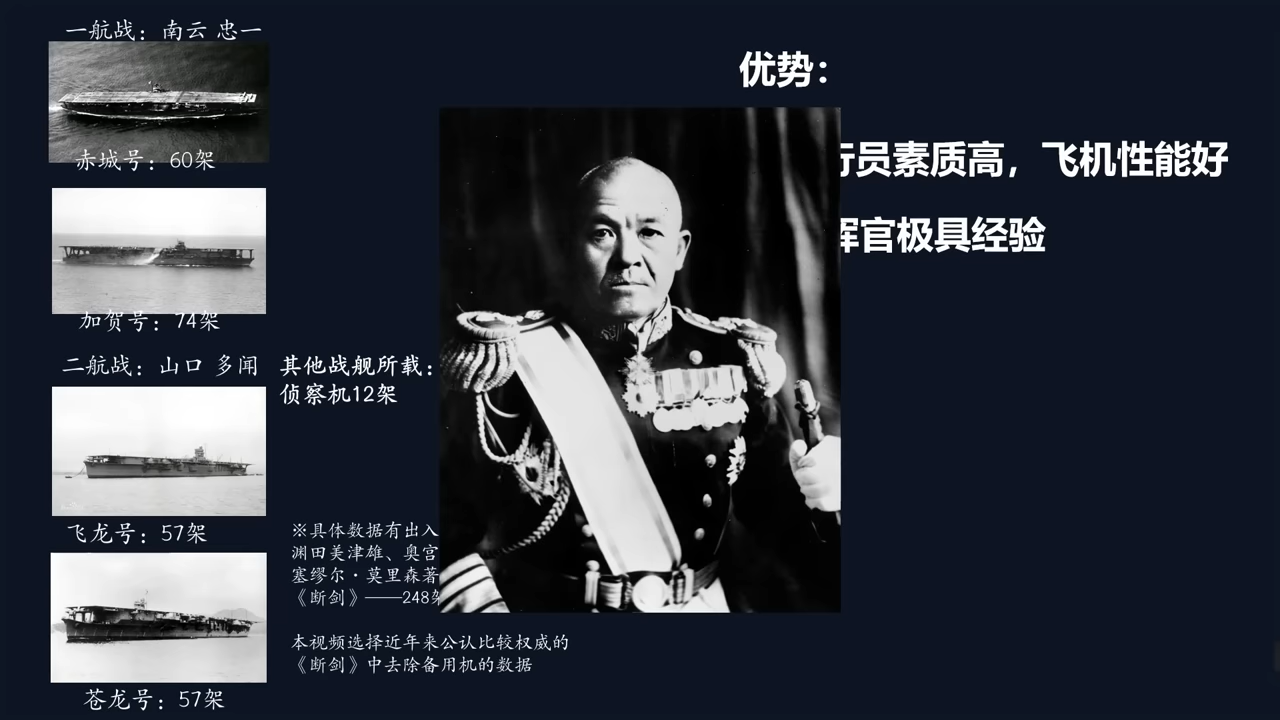 一航战：南云 忠一
赤城号：60架
加贺号：74架
二航战：山口 多闻
飞龙号：57架
苍龙号：57架
其他战舰所载：
侦察机12架
※具体数据有出入
渊田美津雄、奥宫
塞缪尔·莫里森著
《断剑》——248架
本视频选择近年来公认比较权威的
《断剑》中去除备用机的数据
优势：
行员素质高，飞机性能好
挥官极具经验